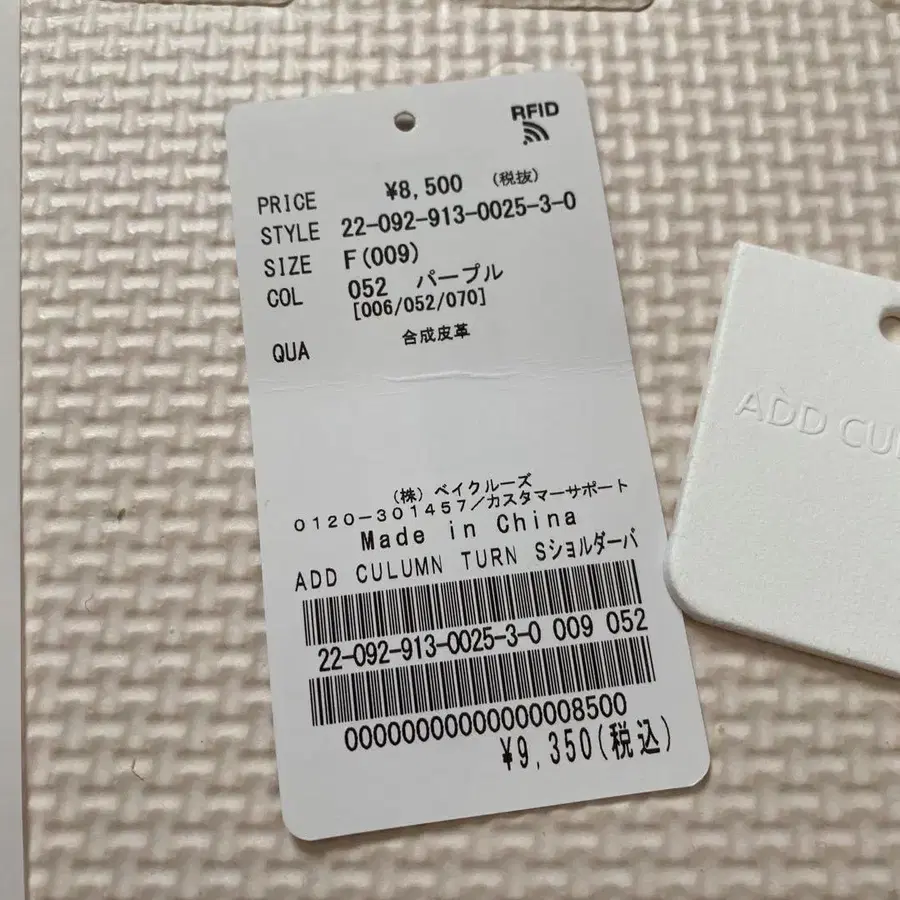 RFID
PRICE ¥8,500 (税抜)
STYLE 22-092-913-0025-3-0
SIZE F(009)
COL 052 パープル
[006/052/070]
QUA 合成皮革
(株) ベイクルーズ
0120-301457/カスタマーサポート
Made in China
ADD CULUMN TURN Sショルダーバ
22-092-913-0025-3-0 009 052
00000000000000008500
¥9,350(税込)
ADD CUL